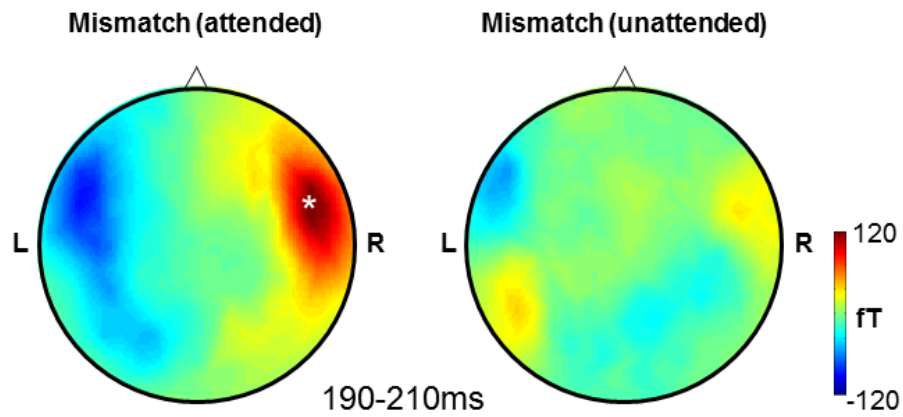 Mismatch (attended)
Mismatch (unattended)
*
L
R
L
R
120
fT
-120
190-210ms